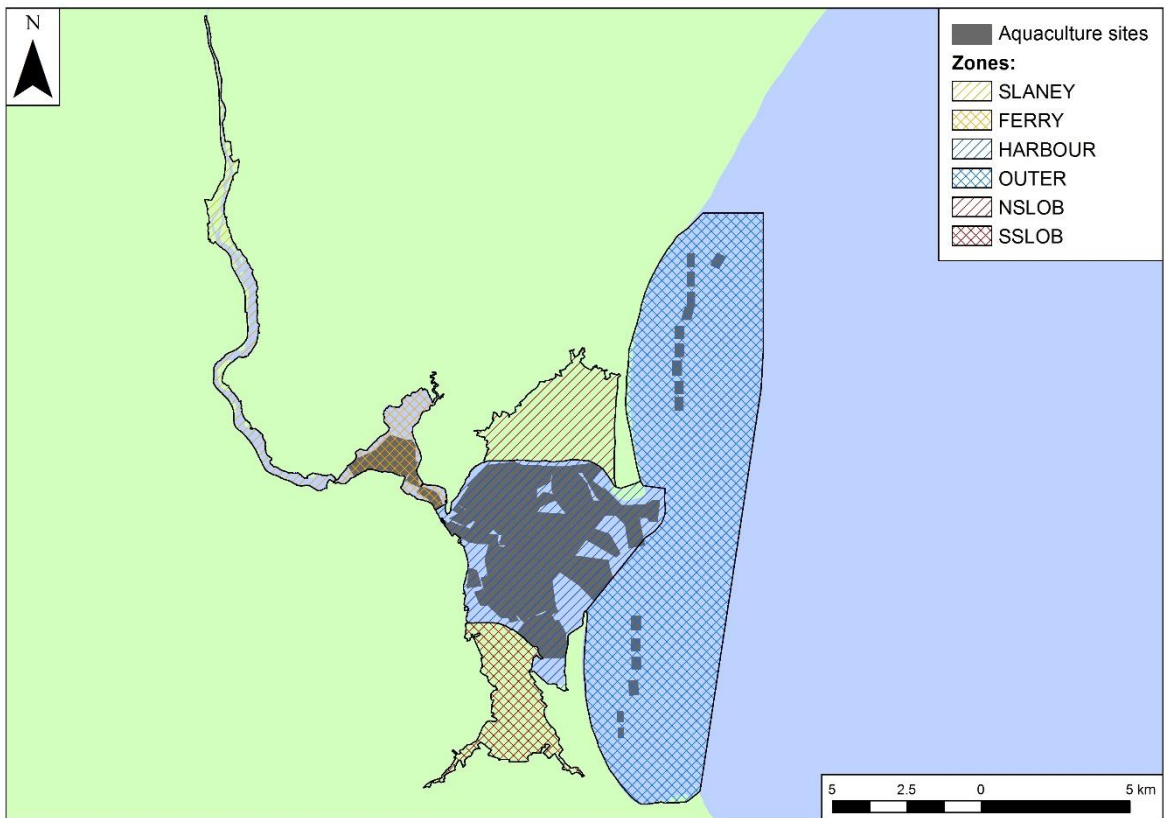 N
Aquaculture sites
Zones:
SLANEY
FERRY
HARBOUR
OUTER
NSLOB
SSLOB
5 2.5 0 5 km